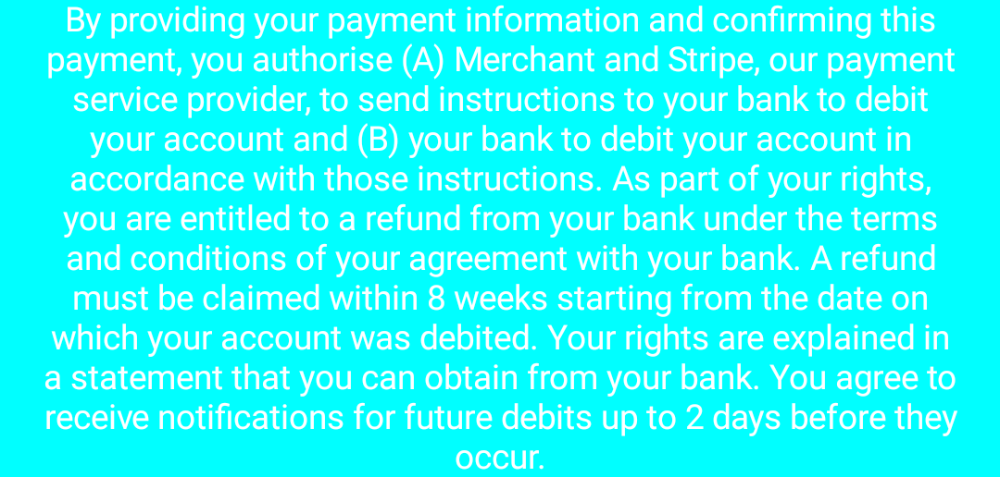 By providing your payment information and confirming this
payment, you authorise (A) Merchant and Stripe, our payment
service provider, to send instructions to your bank to debit
your account and (B) your bank to debit your account in
accordance with those instructions. As part of your rights,
you are entitled to a refund from your bank under the terms
and conditions of your agreement with your bank. A refund
must be claimed within 8 weeks starting from the date on
which your account was debited. Your rights are explained in
a statement that you can obtain from your bank. You agree to
receive notifications for future debits up to 2 days before they
occur.